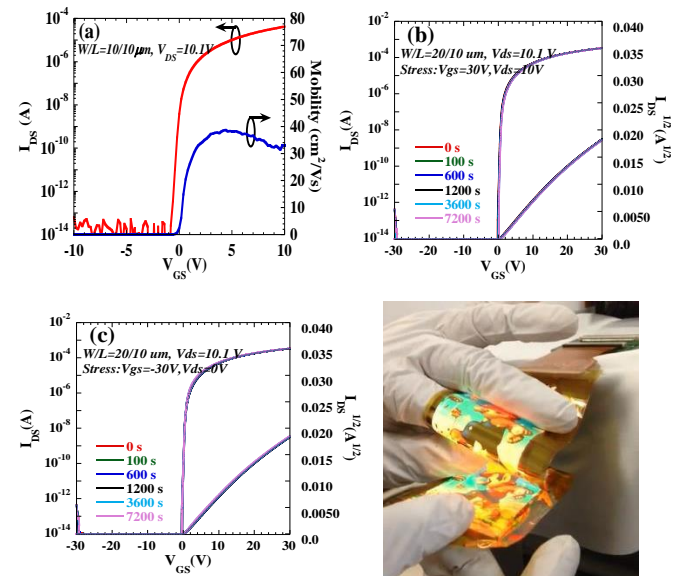 (a)
W/L=10/10μm, V_DS=10.1V
10^-4
10^-6
10^-8
10^-10
10^-12
10^-14
I_DS (A)
80
70
60
50
40
30
20
10
0
Mobility (cm^2/Vs)
-10 -5 0 5 10
V_GS(V)
(b)
W/L=20/10 um, Vds=10.1 V
Stress:Vgs=30V,Vds=10V
10^-2
10^-4
10^-6
10^-8
10^-10
10^-12
10^-14
I_DS (A)
0 s
100 s
600 s
1200 s
3600 s
7200 s
0.040
0.035
0.030
0.025
0.020
0.015
0.010
0.0050
0.0
I_DS^1/2(A^1/2)
-30 -20 -10 0 10 20 30
V_GS(V)
(c)
W/L=20/10 um, Vds=10.1 V
Stress:Vgs=-30V,Vds=0V
10^-2
10^-4
10^-6
10^-8
10^-10
10^-12
10^-14
I_DS(A)
0 s
100 s
600 s
1200 s
3600 s
7200 s
0.040
0.035
0.030
0.025
0.020
0.015
0.010
0.0050
0.0
I_DS^1/2(A^1/2)
-30 -20 -10 0 10 20 30
V_GS(V)